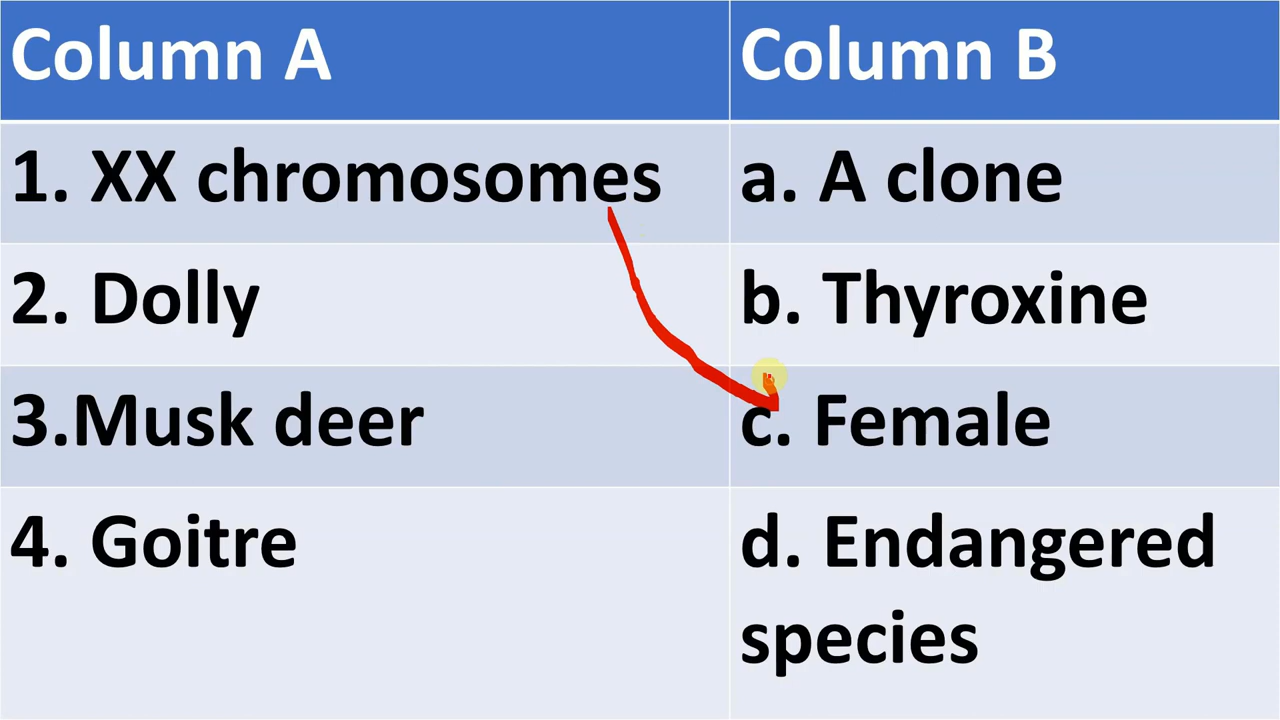 Column A
Column B
1. XX chromosomes
a. A clone
2. Dolly
b. Thyroxine
3.Musk deer
c. Female
4. Goitre
d. Endangered
species